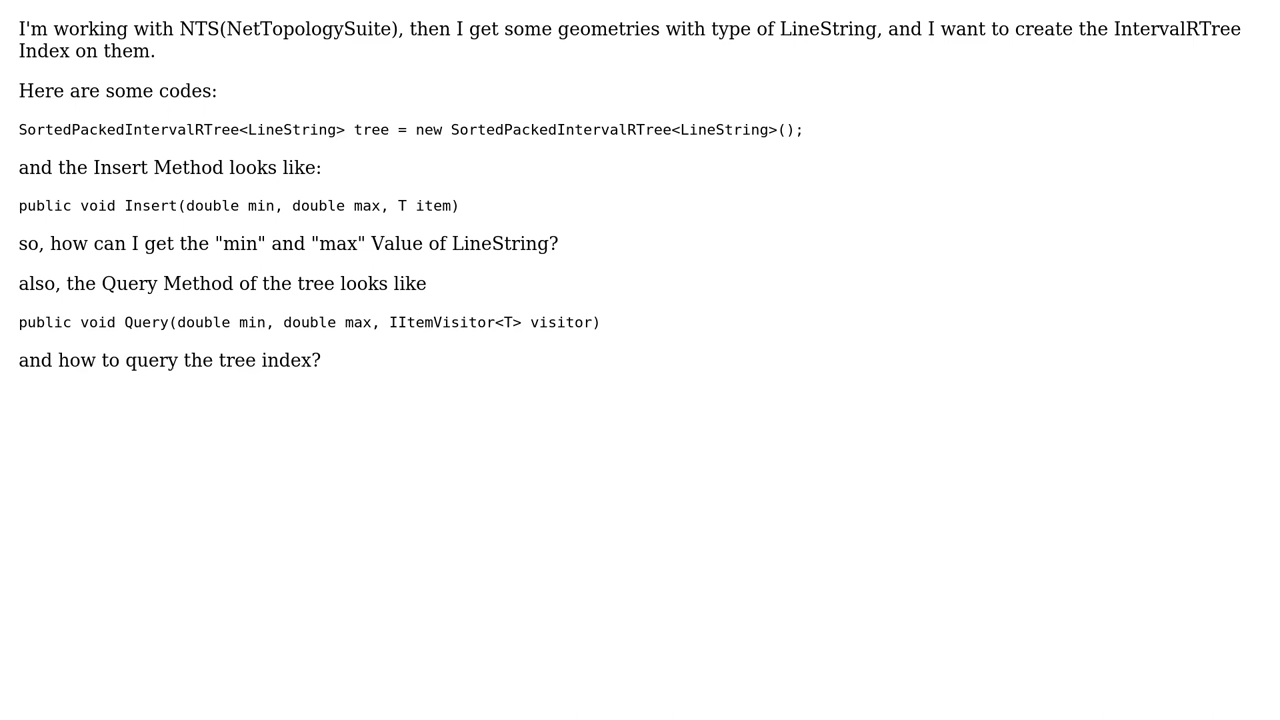 I'm working with NTS(NetTopologySuite), then I get some geometries with type of LineString, and I want to create the IntervalRTree
Index on them.
Here are some codes:
SortedPackedIntervalRTree<LineString> tree = new SortedPackedIntervalRTree<LineString>();
and the Insert Method looks like:
public void Insert(double min, double max, T item)
so, how can I get the "min" and "max" Value of LineString?
also, the Query Method of the tree looks like
public void Query(double min, double max, IItemVisitor<T> visitor)
and how to query the tree index?